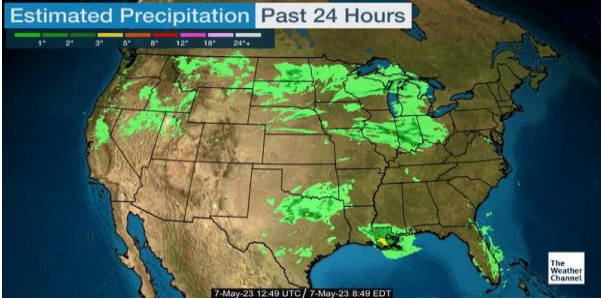 Estimated Precipitation Past 24 Hours
1" 2" 3" 5" 8" 12" 18" 24"+
The
Weather
Channel
7-May-23 12:49 UTC / 7-May-23 8:49 EDT